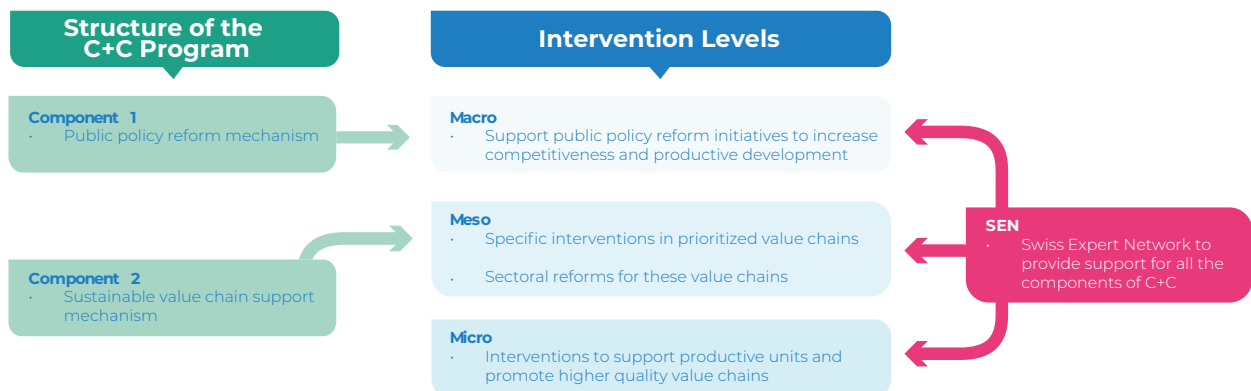 Structure of the
C+C Program
Intervention Levels
Component 1
· Public policy reform mechanism
Macro
· Support public policy reform initiatives to increase
competitiveness and productive development
Meso
· Specific interventions in prioritized value chains
· Sectoral reforms for these value chains
SEN
· Swiss Expert Network to
provide support for all the
components of C+C
Component 2
· Sustainable value chain support
mechanism
Micro
· Interventions to support productive units and
promote higher quality value chains